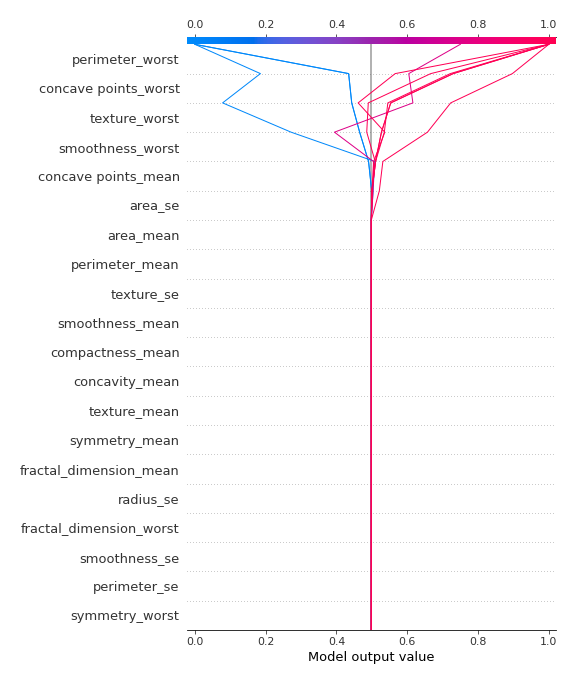 0.0 0.2 0.4 0.6 0.8 1.0
perimeter_worst
concave points_worst
texture_worst
smoothness_worst
concave points_mean
area_se
area_mean
perimeter_mean
texture_se
smoothness_mean
compactness_mean
concavity_mean
texture_mean
symmetry_mean
fractal_dimension_mean
radius_se
fractal_dimension_worst
smoothness_se
perimeter_se
symmetry_worst
0.0 0.2 0.4 0.6 0.8 1.0
Model output value